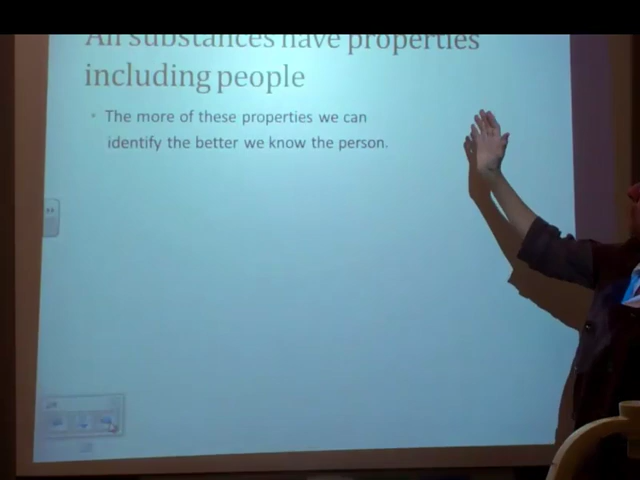 All substances have properties
including people
The more of these properties we can
identify the better we know the person.